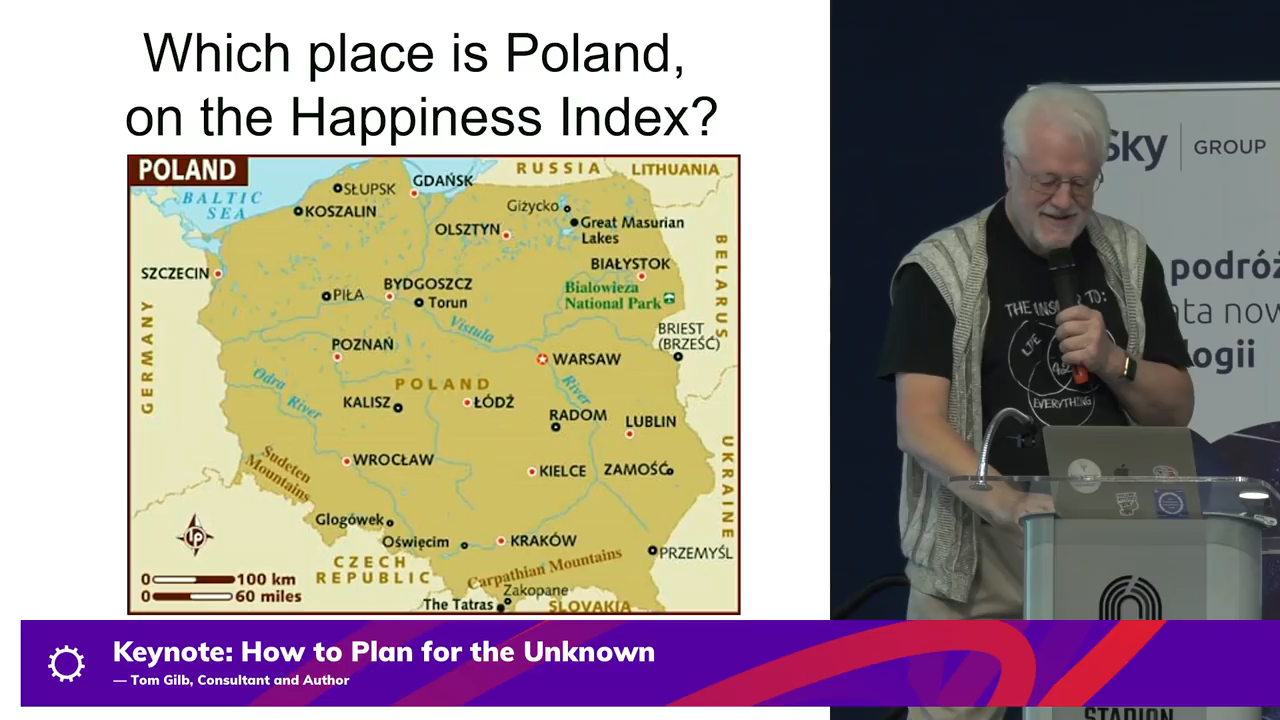 Which place is Poland,
on the Happiness Index?
POLAND
RUSSIA
LITHUANIA
BALTIC
SEA
SŁUPSK
GDAŃSK
KOSZALIN
Giżycko
Great Masurian
Lakes
OLSZTYN
SZCZECIN
BIAŁYSTOK
BELARUS
BYDGOSZCZ
PIŁA
Torun
Bialowieza
National Park
Vistula
BRIEST
(BRZEŚĆ)
GERMANY
POZNAŃ
WARSAW
Odra
River
POLAND
River
KALISZ
ŁÓDŹ
RADOM
LUBLIN
Sudeten
Mountains
WROCŁAW
KIELCE
ZAMOŚĆ
UKRAINE
Glogówek
Oświęcim
KRAKÓW
PRZEMYŚL
CZECH
REPUBLIC
Carpathian Mountains
Zakopane
The Tatras
SLOVAKIA
lp
0 100 km
0 60 miles
Sky GROUP
podróż
logii
THE TO:
LIFE
EVERYTHING
STADION
Keynote: How to Plan for the Unknown
— Tom Gilb, Consultant and Author